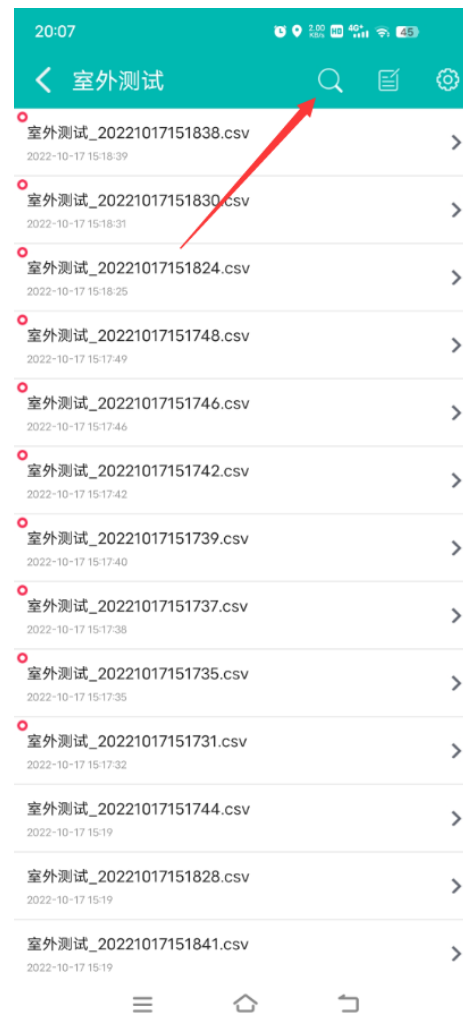 20:07 2.00 KB/s HD 4G+ 45
室外测试
室外测试_20221017151838.csv
2022-10-17 15:18:39
室外测试_20221017151830.csv
2022-10-17 15:18:31
室外测试_20221017151824.csv
2022-10-17 15:18:25
室外测试_20221017151748.csv
2022-10-17 15:17:49
室外测试_20221017151746.csv
2022-10-17 15:17:46
室外测试_20221017151742.csv
2022-10-17 15:17:42
室外测试_20221017151739.csv
2022-10-17 15:17:40
室外测试_20221017151737.csv
2022-10-17 15:17:38
室外测试_20221017151735.csv
2022-10-17 15:17:35
室外测试_20221017151731.csv
2022-10-17 15:17:32
室外测试_20221017151744.csv
2022-10-17 15:19
室外测试_20221017151828.csv
2022-10-17 15:19
室外测试_20221017151841.csv
2022-10-17 15:19